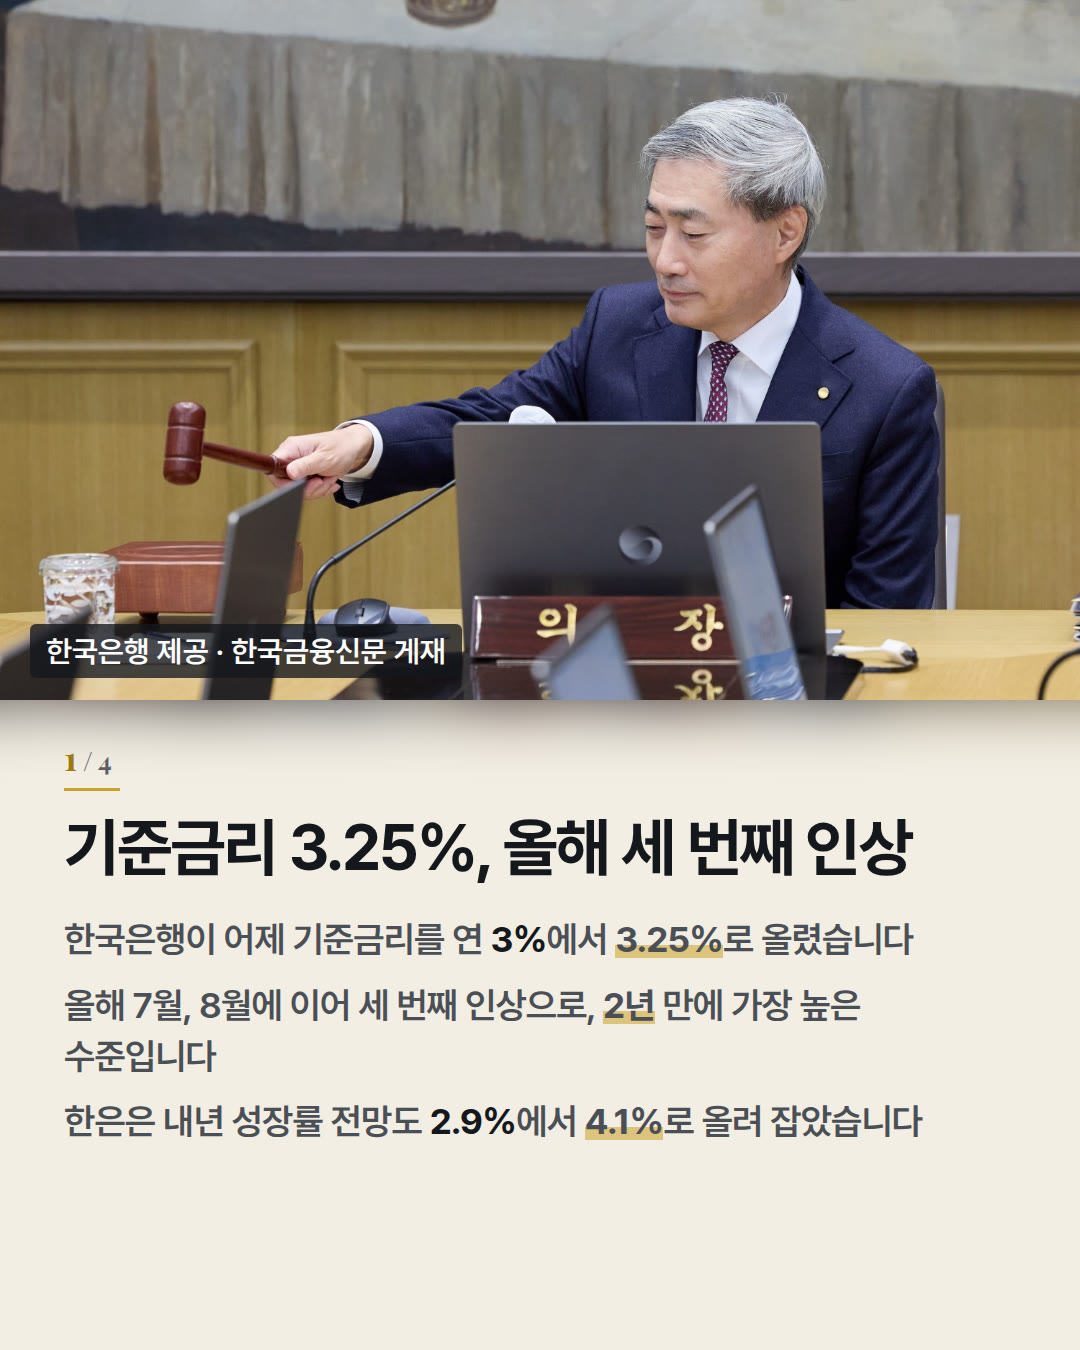 의 장
한국은행 제공 · 한국금융신문 게재
1 / 4
기준금리 3.25%, 올해 세 번째 인상
한국은행이 어제 기준금리를 연 3%에서 3.25%로 올렸습니다
올해 7월, 8월에 이어 세 번째 인상으로, 2년 만에 가장 높은
수준입니다
한은은 내년 성장률 전망도 2.9%에서 4.1%로 올려 잡았습니다